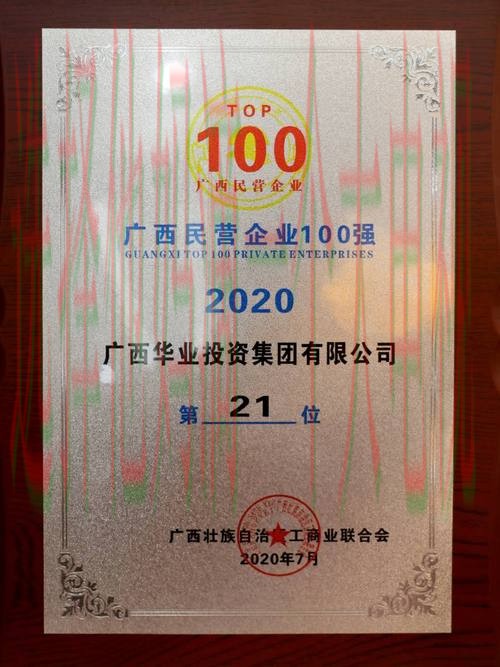 TOP
100
广西民营企业
广西民营企业100强
GUANGXI TOP 100 PRIVATE ENTERPRISES
2020
广西华业投资集团有限公司
第 21 位
广西壮族自治 工商业联合会
2020年7月